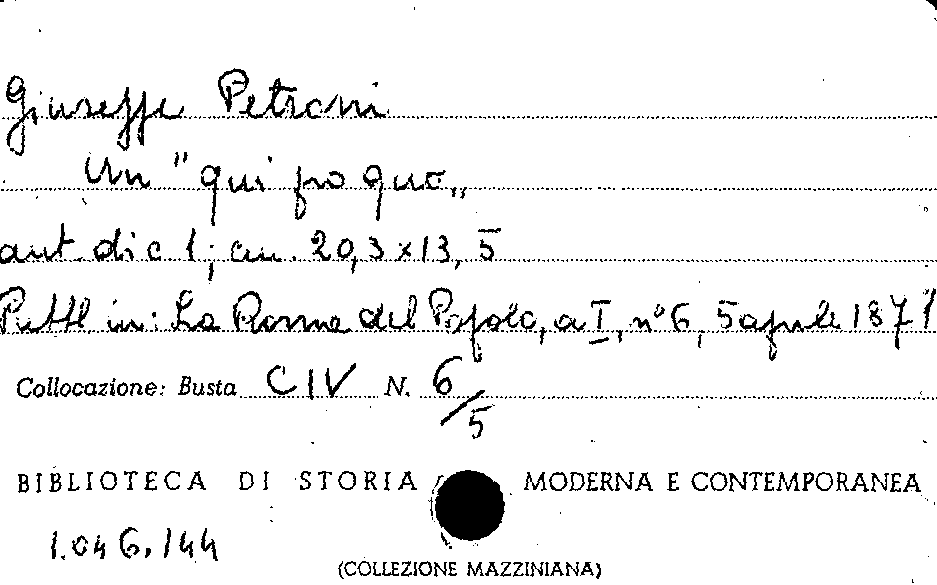 Giuseppe Petroni
Un "qui pro quo„
aut. di c 1; cm. 20,3 x 13,5
Pubbl. in: La Roma del Popolo, a I, n° 6, 5 aprile 1871
Collocazione: Busta CIV N. 6/5
BIBLIOTECA DI STORIA MODERNA E CONTEMPORANEA
1.046.144
(COLLEZIONE MAZZINIANA)